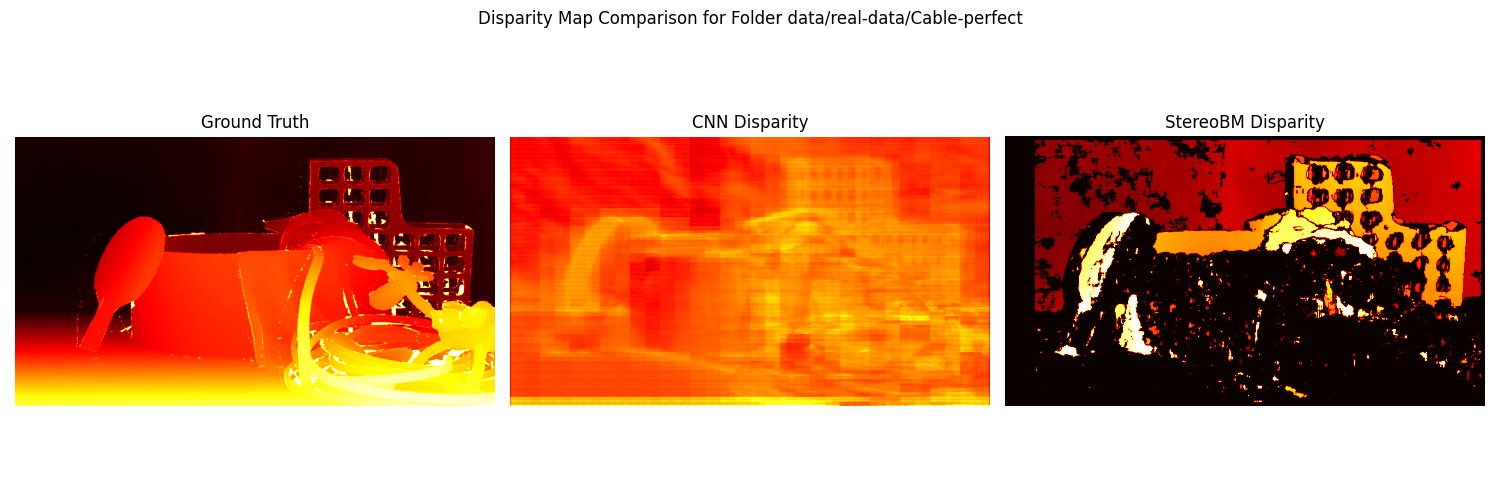 Disparity Map Comparison for Folder data/real-data/Cable-perfect
Ground Truth
CNN Disparity
StereoBM Disparity